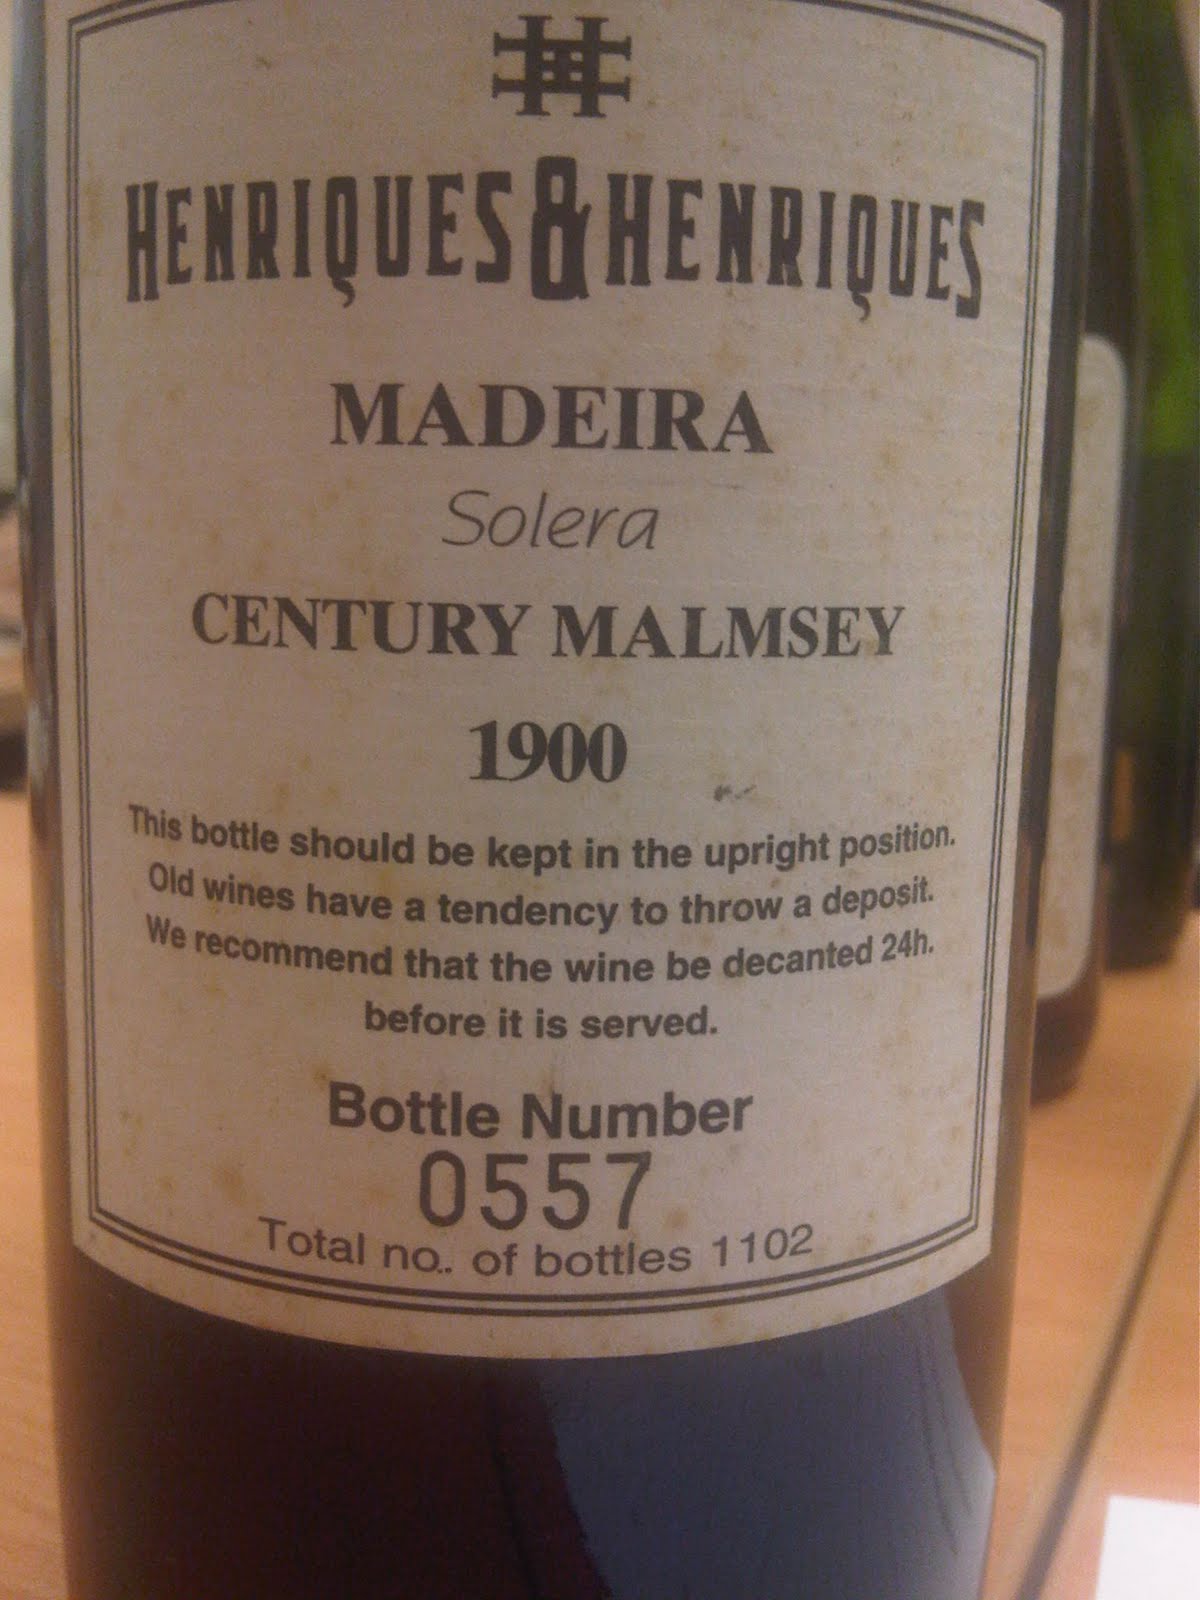 HENRIQUES & HENRIQUES
MADEIRA
Solera
CENTURY MALMSEY
1900
This bottle should be kept in the upright position.
Old wines have a tendency to throw a deposit.
We recommend that the wine be decanted 24h.
before it is served.
Bottle Number
0557
Total no.. of bottles 1102